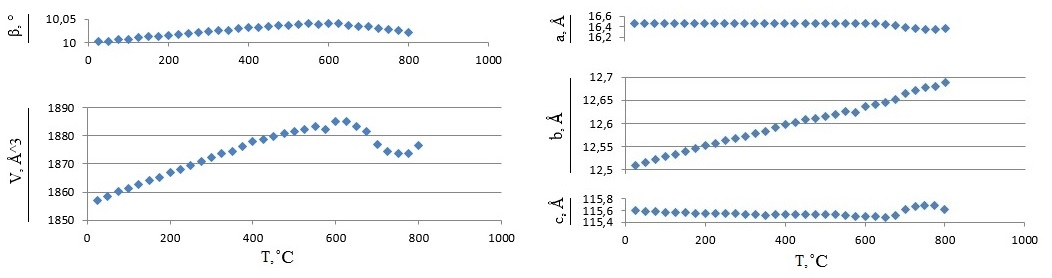 β, °
10,05
10
0 200 400 600 800 1000
V, Å^3
1890
1880
1870
1860
1850
0 200 400 600 800 1000
T,˚C
a, Å
16,6
16,4
16,2
b, Å
12,7
12,65
12,6
12,55
12,5
c, Å
115,8
115,6
115,4
0 200 400 600 800 1000
T,˚C